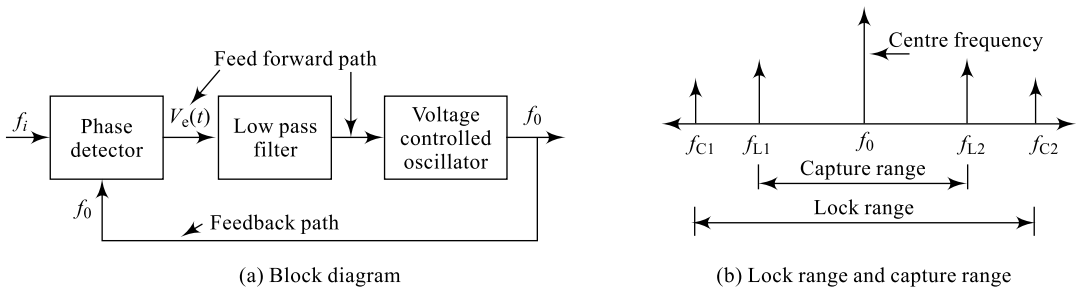 Feed forward path
f_i
Phase
detector
V_e(t)
Low pass
filter
Voltage
controlled
oscillator
f_0
f_0
Feedback path
(a) Block diagram
Centre frequency
f_C1
f_L1
f_0
f_L2
f_C2
Capture range
Lock range
(b) Lock range and capture range